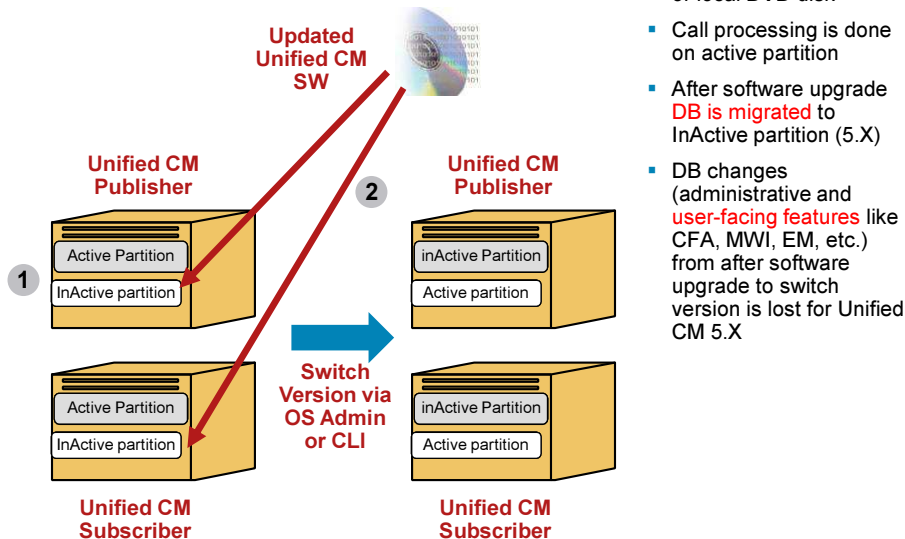 Updated
Unified CM
SW
Unified CM
Publisher
1
Active Partition
InActive partition
Active Partition
InActive partition
Unified CM
Subscriber
2
Switch
Version via
OS Admin
or CLI
Unified CM
Publisher
inActive Partition
Active partition
inActive Partition
Active partition
Unified CM
Subscriber
▪ Call processing is done
on active partition
▪ After software upgrade
DB is migrated to
InActive partition (5.X)
▪ DB changes
(administrative and
user-facing features like
CFA, MWI, EM, etc.)
from after software
upgrade to switch
version is lost for Unified
CM 5.X